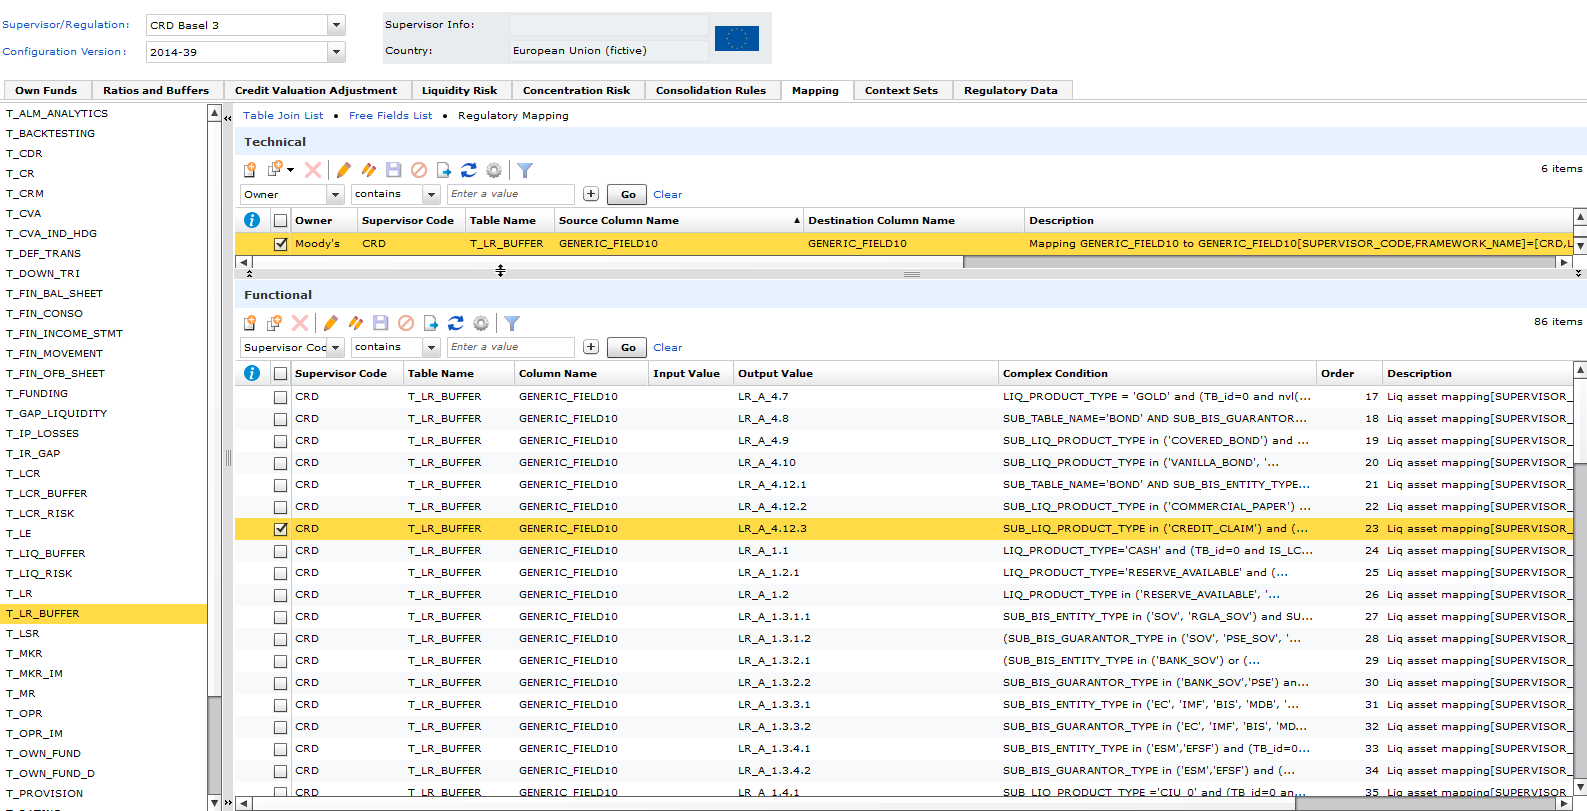 Supervisor/Regulation: CRD Basel 3
Configuration Version: 2014-39
Supervisor Info:
Country: European Union (fictive)
Own Funds Ratios and Buffers Credit Valuation Adjustment Liquidity Risk Concentration Risk Consolidation Rules Mapping Context Sets Regulatory Data
T_ALM_ANALYTICS
T_BACKTESTING
T_CDR
T_CR
T_CRM
T_CVA
T_CVA_IND_HDG
T_DEF_TRANS
T_DOWN_TRI
T_FIN_BAL_SHEET
T_FIN_CONSO
T_FIN_INCOME_STMT
T_FIN_MOVEMENT
T_FIN_OFB_SHEET
T_FUNDING
T_GAP_LIQUIDITY
T_IP_LOSSES
T_IR_GAP
T_LCR
T_LCR_BUFFER
T_LCR_RISK
T_LE
T_LIQ_BUFFER
T_LIQ_RISK
T_LR
T_LR_BUFFER
T_LSR
T_MKR
T_MKR_IM
T_MR
T_OPR
T_OPR_IM
T_OWN_FUND
T_OWN_FUND_D
T_PROVISION
Table Join List • Free Fields List • Regulatory Mapping
Technical
6 items
Owner contains Enter a value + Go Clear
Owner Supervisor Code Table Name Source Column Name Destination Column Name Description
Moody's CRD T_LR_BUFFER GENERIC_FIELD10 GENERIC_FIELD10 Mapping GENERIC_FIELD10 to GENERIC_FIELD10[SUPERVISOR_CODE,FRAMEWORK_NAME]=[CRD,L
Functional
86 items
Supervisor Cod contains Enter a value + Go Clear
Supervisor Code Table Name Column Name Input Value Output Value Complex Condition Order Description
CRD T_LR_BUFFER GENERIC_FIELD10 LR_A_4.7 LIQ_PRODUCT_TYPE = 'GOLD' and (TB_id=0 and nvl(... 17 Liq asset mapping[SUPERVISOR_
CRD T_LR_BUFFER GENERIC_FIELD10 LR_A_4.8 SUB_TABLE_NAME='BOND' AND SUB_BIS_GUARANTOR... 18 Liq asset mapping[SUPERVISOR_
CRD T_LR_BUFFER GENERIC_FIELD10 LR_A_4.9 SUB_LIQ_PRODUCT_TYPE in ('COVERED_BOND') and ... 19 Liq asset mapping[SUPERVISOR_
CRD T_LR_BUFFER GENERIC_FIELD10 LR_A_4.10 SUB_LIQ_PRODUCT_TYPE in ('VANILLA_BOND', '... 20 Liq asset mapping[SUPERVISOR_
CRD T_LR_BUFFER GENERIC_FIELD10 LR_A_4.12.1 SUB_TABLE_NAME='BOND' AND SUB_BIS_ENTITY_TYPE... 21 Liq asset mapping[SUPERVISOR_
CRD T_LR_BUFFER GENERIC_FIELD10 LR_A_4.12.2 SUB_LIQ_PRODUCT_TYPE in ('COMMERCIAL_PAPER') ... 22 Liq asset mapping[SUPERVISOR_
CRD T_LR_BUFFER GENERIC_FIELD10 LR_A_4.12.3 SUB_LIQ_PRODUCT_TYPE in ('CREDIT_CLAIM') and (... 23 Liq asset mapping[SUPERVISOR_
CRD T_LR_BUFFER GENERIC_FIELD10 LR_A_1.1 LIQ_PRODUCT_TYPE='CASH' and (TB_id=0 and IS_LC... 24 Liq asset mapping[SUPERVISOR_
CRD T_LR_BUFFER GENERIC_FIELD10 LR_A_1.2.1 LIQ_PRODUCT_TYPE='RESERVE_AVAILABLE' and (... 25 Liq asset mapping[SUPERVISOR_
CRD T_LR_BUFFER GENERIC_FIELD10 LR_A_1.2 LIQ_PRODUCT_TYPE in ('RESERVE_AVAILABLE', '... 26 Liq asset mapping[SUPERVISOR_
CRD T_LR_BUFFER GENERIC_FIELD10 LR_A_1.3.1.1 SUB_BIS_ENTITY_TYPE in ('SOV', 'RGLA_SOV') and SU... 27 Liq asset mapping[SUPERVISOR_
CRD T_LR_BUFFER GENERIC_FIELD10 LR_A_1.3.1.2 (SUB_BIS_GUARANTOR_TYPE in ('SOV', 'PSE_SOV', '... 28 Liq asset mapping[SUPERVISOR_
CRD T_LR_BUFFER GENERIC_FIELD10 LR_A_1.3.2.1 (SUB_BIS_ENTITY_TYPE in ('BANK_SOV') or (... 29 Liq asset mapping[SUPERVISOR_
CRD T_LR_BUFFER GENERIC_FIELD10 LR_A_1.3.2.2 SUB_BIS_GUARANTOR_TYPE in ('BANK_SOV','PSE') an... 30 Liq asset mapping[SUPERVISOR_
CRD T_LR_BUFFER GENERIC_FIELD10 LR_A_1.3.3.1 SUB_BIS_ENTITY_TYPE in ('EC', 'IMF', 'BIS', 'MDB', '... 31 Liq asset mapping[SUPERVISOR_
CRD T_LR_BUFFER GENERIC_FIELD10 LR_A_1.3.3.2 SUB_BIS_GUARANTOR_TYPE in ('EC', 'IMF', 'BIS', 'MD... 32 Liq asset mapping[SUPERVISOR_
CRD T_LR_BUFFER GENERIC_FIELD10 LR_A_1.3.4.1 SUB_BIS_ENTITY_TYPE in ('ESM','EFSF') and (TB_id=0... 33 Liq asset mapping[SUPERVISOR_
CRD T_LR_BUFFER GENERIC_FIELD10 LR_A_1.3.4.2 SUB_BIS_GUARANTOR_TYPE in ('ESM','EFSF') and (... 34 Liq asset mapping[SUPERVISOR_
CRD T_LR_BUFFER GENERIC_FIELD10 LR_A_1.4.1 SUB_LIQ_PRODUCT_TYPE ='CIU_0' and (TB_id=0 an... 35 Liq asset mapping[SUPERVISOR_